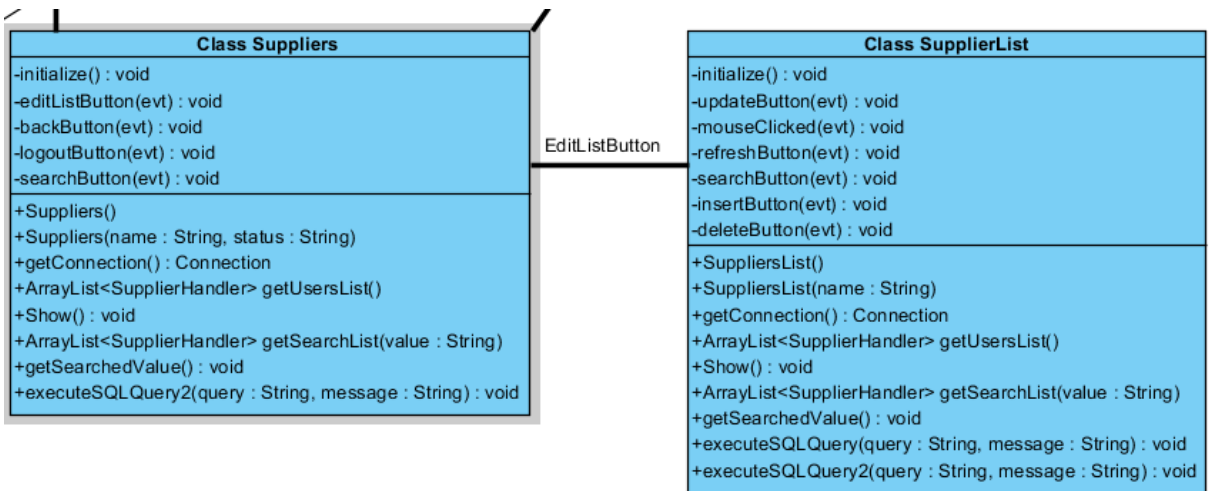 Class Suppliers
-initialize() : void
-editListButton(evt) : void
-backButton(evt) : void
-logoutButton(evt) : void
-searchButton(evt) : void
+Suppliers()
+Suppliers(name : String, status : String)
+getConnection() : Connection
+ArrayList<SupplierHandler> getUsersList()
+Show() : void
+ArrayList<SupplierHandler> getSearchList(value : String)
+getSearchedValue() : void
+executeSQLQuery2(query : String, message : String) : void
EditListButton
Class SupplierList
-initialize() : void
-updateButton(evt) : void
-mouseClicked(evt) : void
-refreshButton(evt) : void
-searchButton(evt) : void
-insertButton(evt) : void
-deleteButton(evt) : void
+SuppliersList()
+SuppliersList(name : String)
+getConnection() : Connection
+ArrayList<SupplierHandler> getUsersList()
+Show() : void
+ArrayList<SupplierHandler> getSearchList(value : String)
+getSearchedValue() : void
+executeSQLQuery(query : String, message : String) : void
+executeSQLQuery2(query : String, message : String) : void